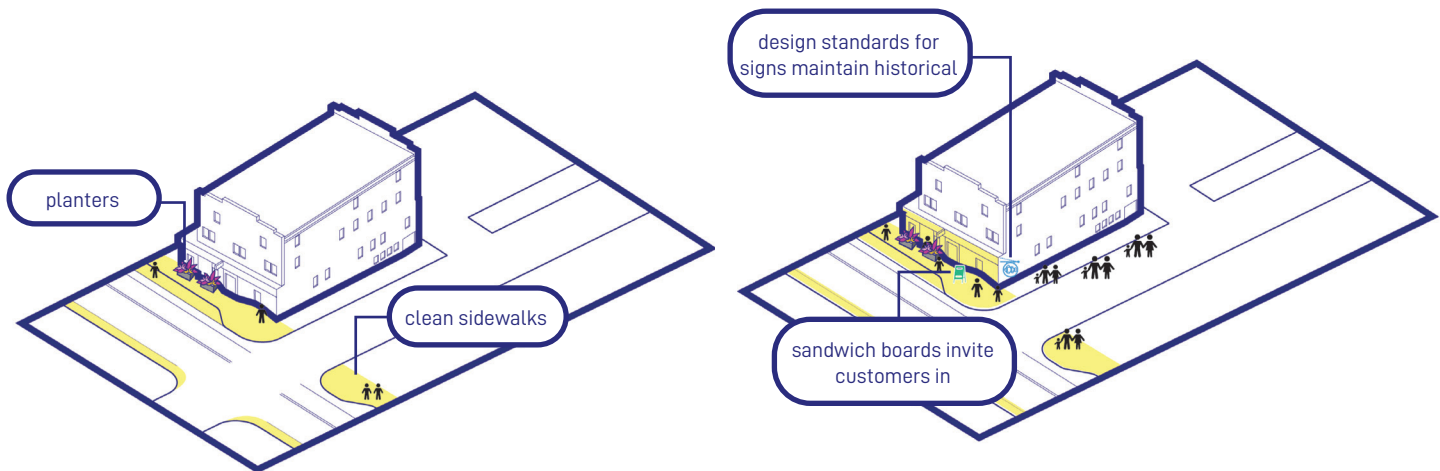 planters
clean sidewalks
design standards for
signs maintain historical
sandwich boards invite
customers in